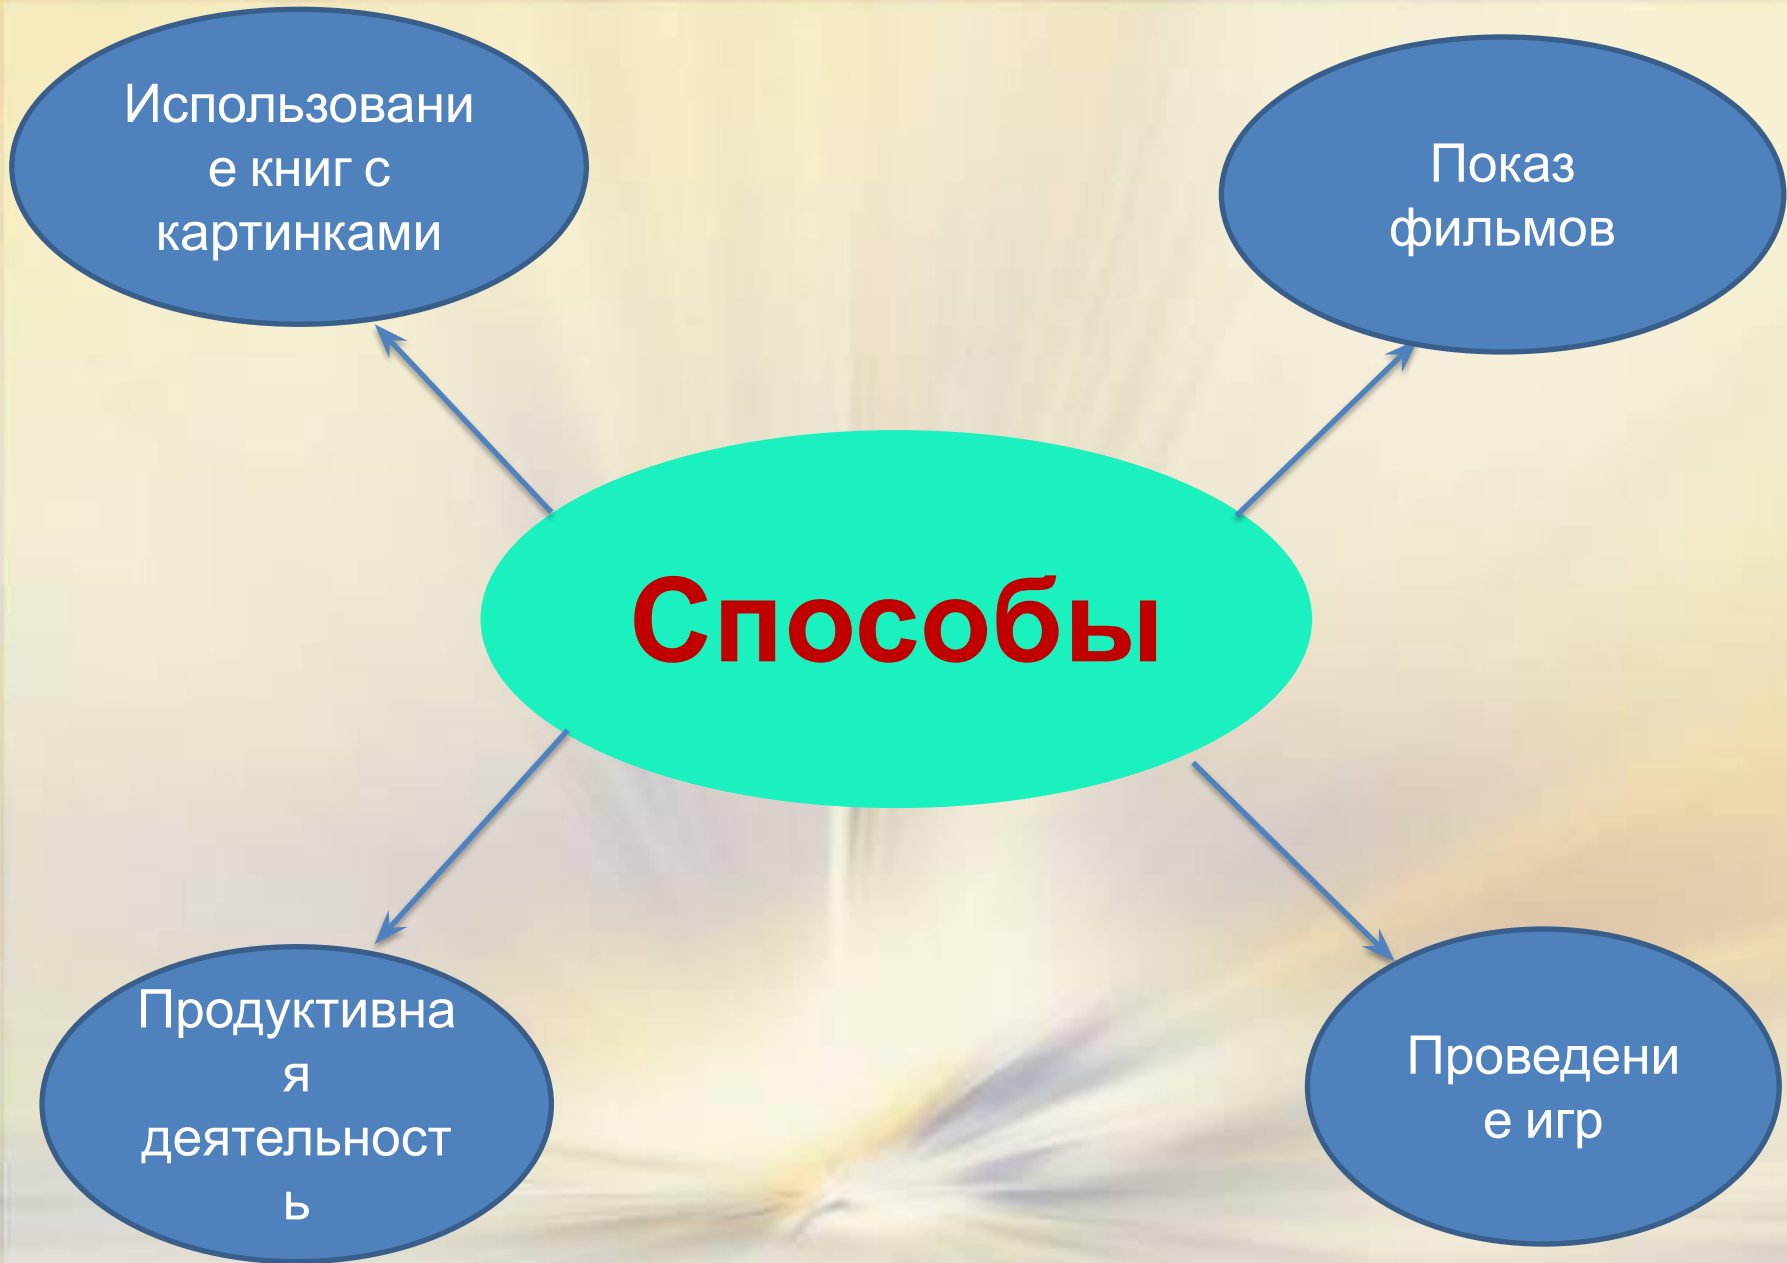 Использовани
е книг с
картинками
Показ
фильмов
Способы
Продуктивна
я
деятельност
ь
Проведени
е игр